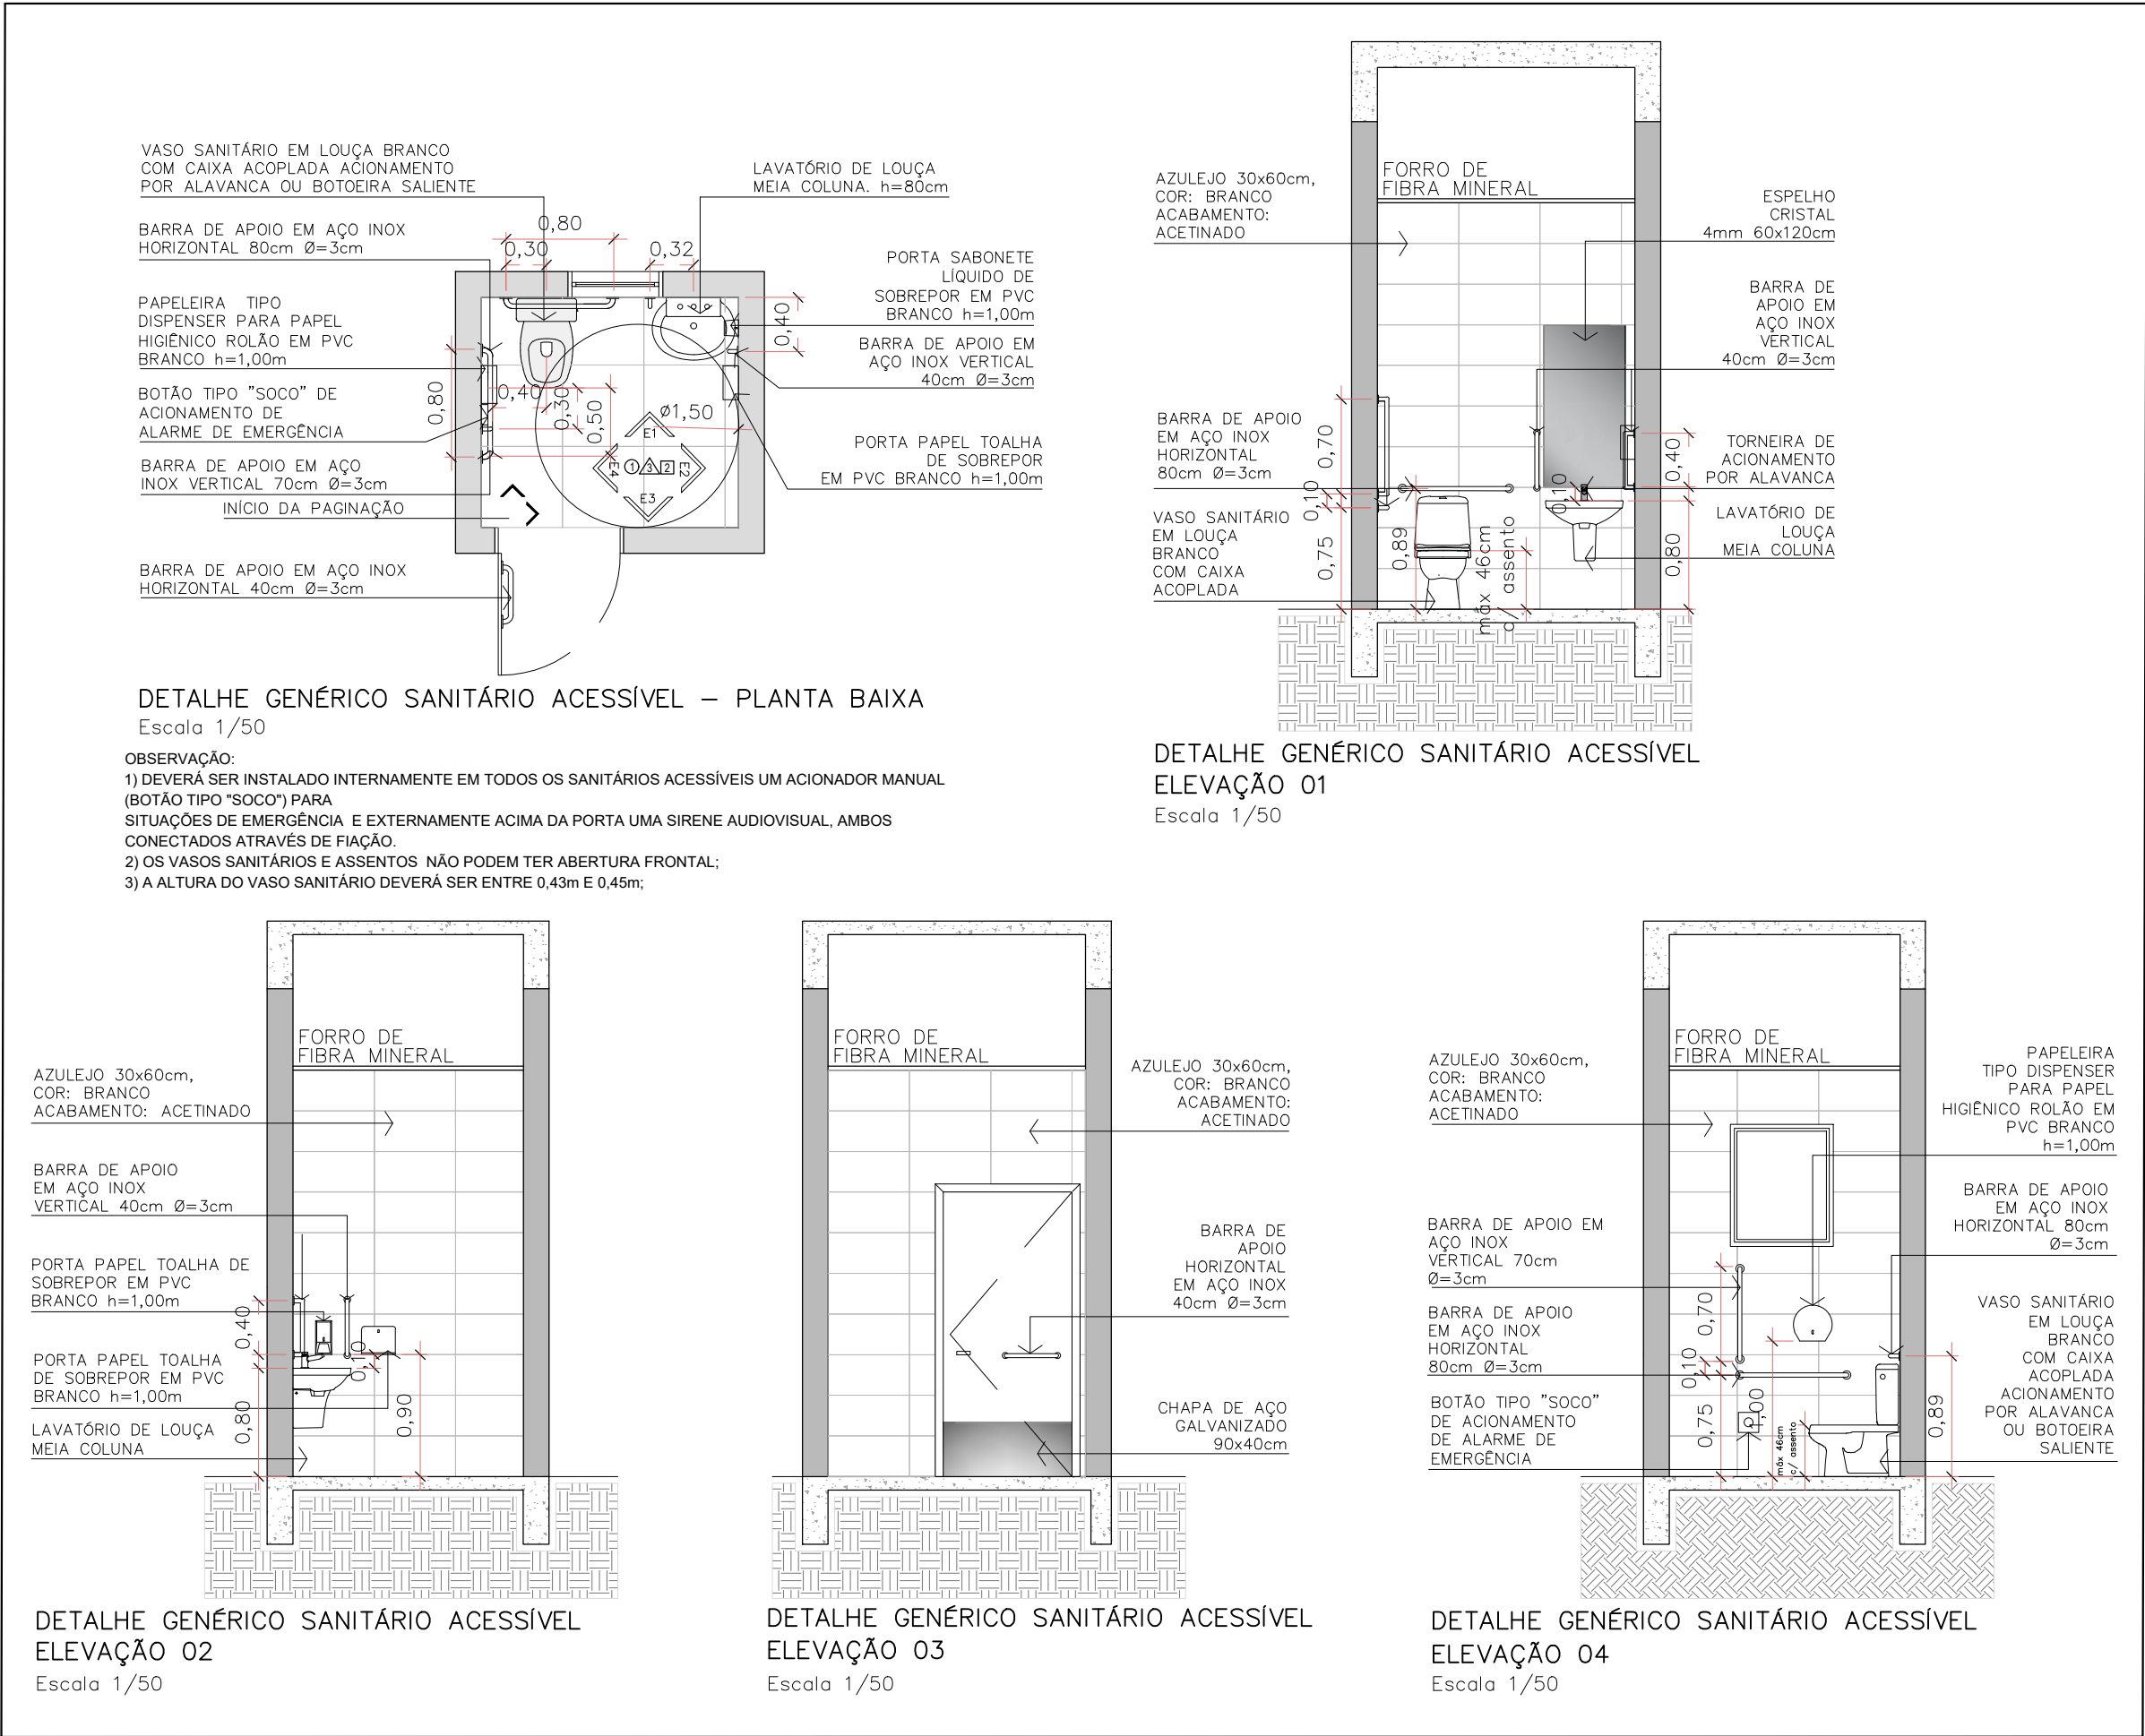 VASO SANITÁRIO EM LOUÇA BRANCO
COM CAIXA ACOPLADA ACIONAMENTO
POR ALAVANCA OU BOTOEIRA SALIENTE
BARRA DE APOIO EM AÇO INOX
HORIZONTAL 80cm Ø=3cm
PAPELEIRA TIPO
DISPENSER PARA PAPEL
HIGIÊNICO ROLÃO EM PVC
BRANCO h=1,00m
BOTÃO TIPO "SOCO" DE
ACIONAMENTO DE
ALARME DE EMERGÊNCIA
BARRA DE APOIO EM AÇO
INOX VERTICAL 70cm Ø=3cm
INÍCIO DA PAGINAÇÃO
BARRA DE APOIO EM AÇO INOX
HORIZONTAL 40cm Ø=3cm
0,80
0,30
0,32
0,40
0,80
0,40
0,30
0,50
Ø1,50
E1
E4
1
3
2
E2
E3
LAVATÓRIO DE LOUÇA
MEIA COLUNA. h=80cm
PORTA SABONETE
LÍQUIDO DE
SOBREPOR EM PVC
BRANCO h=1,00m
BARRA DE APOIO EM
AÇO INOX VERTICAL
40cm Ø=3cm
PORTA PAPEL TOALHA
DE SOBREPOR
EM PVC BRANCO h=1,00m
DETALHE GENÉRICO SANITÁRIO ACESSÍVEL – PLANTA BAIXA
Escala 1/50
OBSERVAÇÃO:
1) DEVERÁ SER INSTALADO INTERNAMENTE EM TODOS OS SANITÁRIOS ACESSÍVEIS UM ACIONADOR MANUAL
(BOTÃO TIPO "SOCO") PARA
SITUAÇÕES DE EMERGÊNCIA E EXTERNAMENTE ACIMA DA PORTA UMA SIRENE AUDIOVISUAL, AMBOS
CONECTADOS ATRAVÉS DE FIAÇÃO.
2) OS VASOS SANITÁRIOS E ASSENTOS NÃO PODEM TER ABERTURA FRONTAL;
3) A ALTURA DO VASO SANITÁRIO DEVERÁ SER ENTRE 0,43m E 0,45m;
AZULEJO 30x60cm,
COR: BRANCO
ACABAMENTO:
ACETINADO
BARRA DE APOIO
EM AÇO INOX
HORIZONTAL
80cm Ø=3cm
VASO SANITÁRIO
EM LOUÇA
BRANCO
COM CAIXA
ACOPLADA
FORRO DE
FIBRA MINERAL
0,70
0,10
0,75
0,89
máx 46cm
c/ assento
0,10
0,40
0,80
ESPELHO
CRISTAL
4mm 60x120cm
BARRA DE
APOIO EM
AÇO INOX
VERTICAL
40cm Ø=3cm
TORNEIRA DE
ACIONAMENTO
POR ALAVANCA
LAVATÓRIO DE
LOUÇA
MEIA COLUNA
DETALHE GENÉRICO SANITÁRIO ACESSÍVEL
ELEVAÇÃO 01
Escala 1/50
AZULEJO 30x60cm,
COR: BRANCO
ACABAMENTO: ACETINADO
BARRA DE APOIO
EM AÇO INOX
VERTICAL 40cm Ø=3cm
PORTA PAPEL TOALHA DE
SOBREPOR EM PVC
BRANCO h=1,00m
PORTA PAPEL TOALHA
DE SOBREPOR EM PVC
BRANCO h=1,00m
LAVATÓRIO DE LOUÇA
MEIA COLUNA
FORRO DE
FIBRA MINERAL
0,40
0,80
0,10
0,90
DETALHE GENÉRICO SANITÁRIO ACESSÍVEL
ELEVAÇÃO 02
Escala 1/50
FORRO DE
FIBRA MINERAL
AZULEJO 30x60cm,
COR: BRANCO
ACABAMENTO:
ACETINADO
BARRA DE
APOIO
HORIZONTAL
EM AÇO INOX
40cm Ø=3cm
CHAPA DE AÇO
GALVANIZADO
90x40cm
DETALHE GENÉRICO SANITÁRIO ACESSÍVEL
ELEVAÇÃO 03
Escala 1/50
AZULEJO 30x60cm,
COR: BRANCO
ACABAMENTO:
ACETINADO
BARRA DE APOIO EM
AÇO INOX
VERTICAL 70cm
Ø=3cm
BARRA DE APOIO
EM AÇO INOX
HORIZONTAL
80cm Ø=3cm
BOTÃO TIPO "SOCO"
DE ACIONAMENTO
DE ALARME DE
EMERGÊNCIA
FORRO DE
FIBRA MINERAL
0,70
0,10
0,75
1,00
máx 46cm
c/ assento
0,89
PAPELEIRA
TIPO DISPENSER
PARA PAPEL
HIGIÊNICO ROLÃO EM
PVC BRANCO
h=1,00m
BARRA DE APOIO
EM AÇO INOX
HORIZONTAL 80cm
Ø=3cm
VASO SANITÁRIO
EM LOUÇA
BRANCO
COM CAIXA
ACOPLADA
ACIONAMENTO
POR ALAVANCA
OU BOTOEIRA
SALIENTE
DETALHE GENÉRICO SANITÁRIO ACESSÍVEL
ELEVAÇÃO 04
Escala 1/50